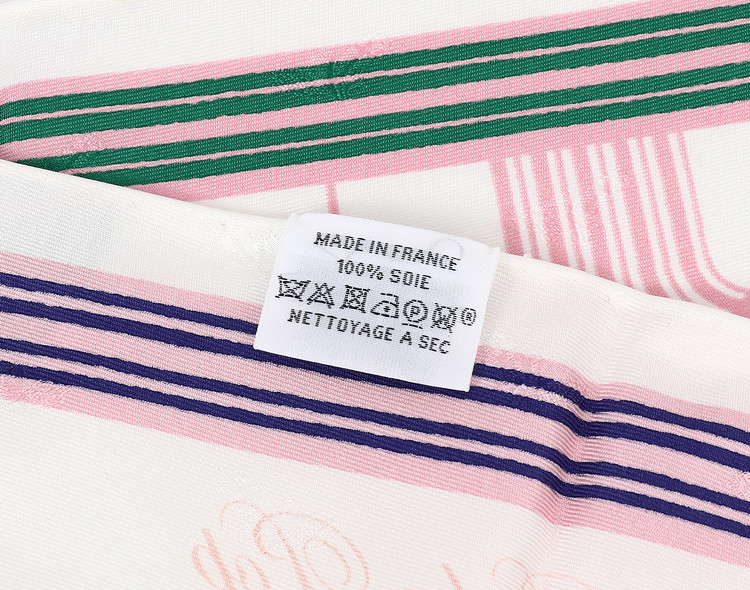 MADE IN FRANCE
100% SOIE
P ®
NETTOYAGE A SEC